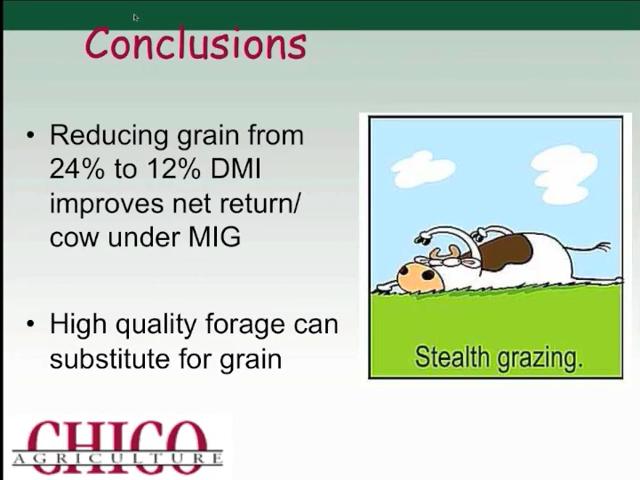 Conclusions
• Reducing grain from
24% to 12% DMI
improves net return/
cow under MIG
• High quality forage can
substitute for grain
Stealth grazing.
CHICO
AGRICULTURE